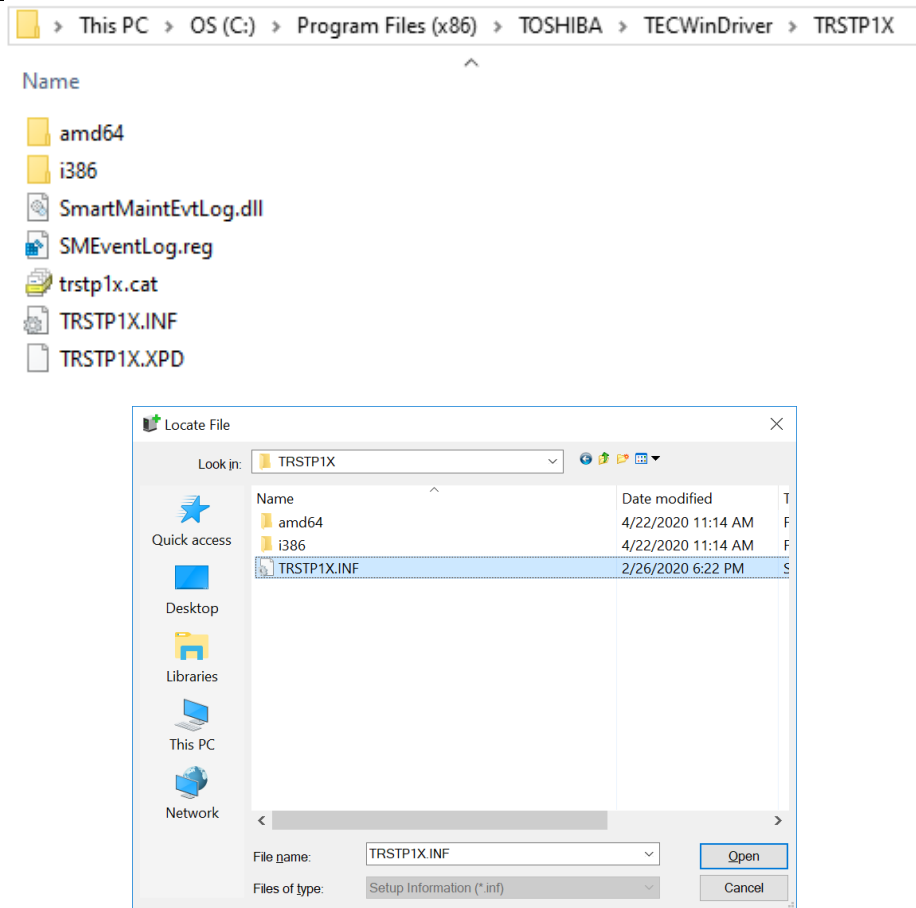 This PC > OS (C:) > Program Files (x86) > TOSHIBA > TECWinDriver > TRSTP1X
Name
amd64
i386
SmartMaintEvtLog.dll
SMEventLog.reg
trstp1x.cat
TRSTP1X.INF
TRSTP1X.XPD
Locate File
Look in: TRSTP1X
Name Date modified T
amd64 4/22/2020 11:14 AM F
i386 4/22/2020 11:14 AM F
TRSTP1X.INF 2/26/2020 6:22 PM S
Quick access
Desktop
Libraries
This PC
Network
File name: TRSTP1X.INF Open
Files of type: Setup Information (*.inf) Cancel